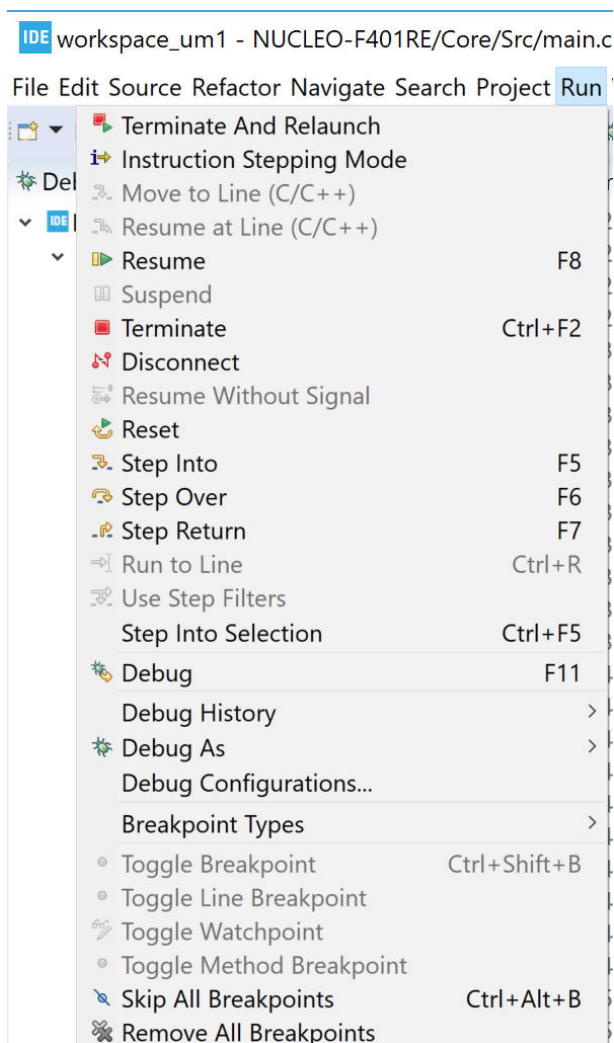 IDE workspace_um1 - NUCLEO-F401RE/Core/Src/main.c
File Edit Source Refactor Navigate Search Project Run
Terminate And Relaunch
i Instruction Stepping Mode
Move to Line (C/C++)
IDE Resume at Line (C/C++)
Resume F8
Suspend
Terminate Ctrl+F2
Disconnect
Resume Without Signal
Reset
Step Into F5
Step Over F6
Step Return F7
Run to Line Ctrl+R
Use Step Filters
Step Into Selection Ctrl+F5
Debug F11
Debug History
Debug As
Debug Configurations...
Breakpoint Types
Toggle Breakpoint Ctrl+Shift+B
Toggle Line Breakpoint
Toggle Watchpoint
Toggle Method Breakpoint
Skip All Breakpoints Ctrl+Alt+B
Remove All Breakpoints